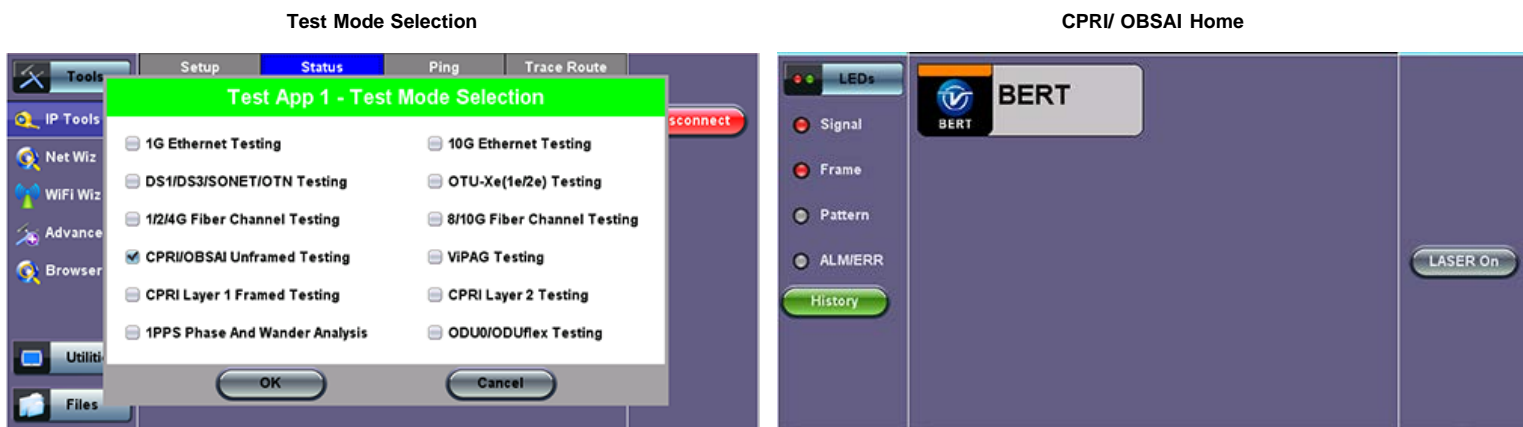 Test Mode Selection
CPRI/ OBSAI Home
Tools
Setup
Status
Ping
Trace Route
Test App 1 - Test Mode Selection
IP Tools
Net Wiz
WiFi Wiz
Advance
Browser
Utiliti
Files
sconnect
1G Ethernet Testing
10G Ethernet Testing
DS1/DS3/SONET/OTN Testing
OTU-Xe(1e/2e) Testing
1/2/4G Fiber Channel Testing
8/10G Fiber Channel Testing
CPRI/OBSAI Unframed Testing
ViPAG Testing
CPRI Layer 1 Framed Testing
CPRI Layer 2 Testing
1PPS Phase And Wander Analysis
ODU0/ODUflex Testing
OK
Cancel
LEDs
Signal
Frame
Pattern
ALM/ERR
History
BERT
BERT
LASER On